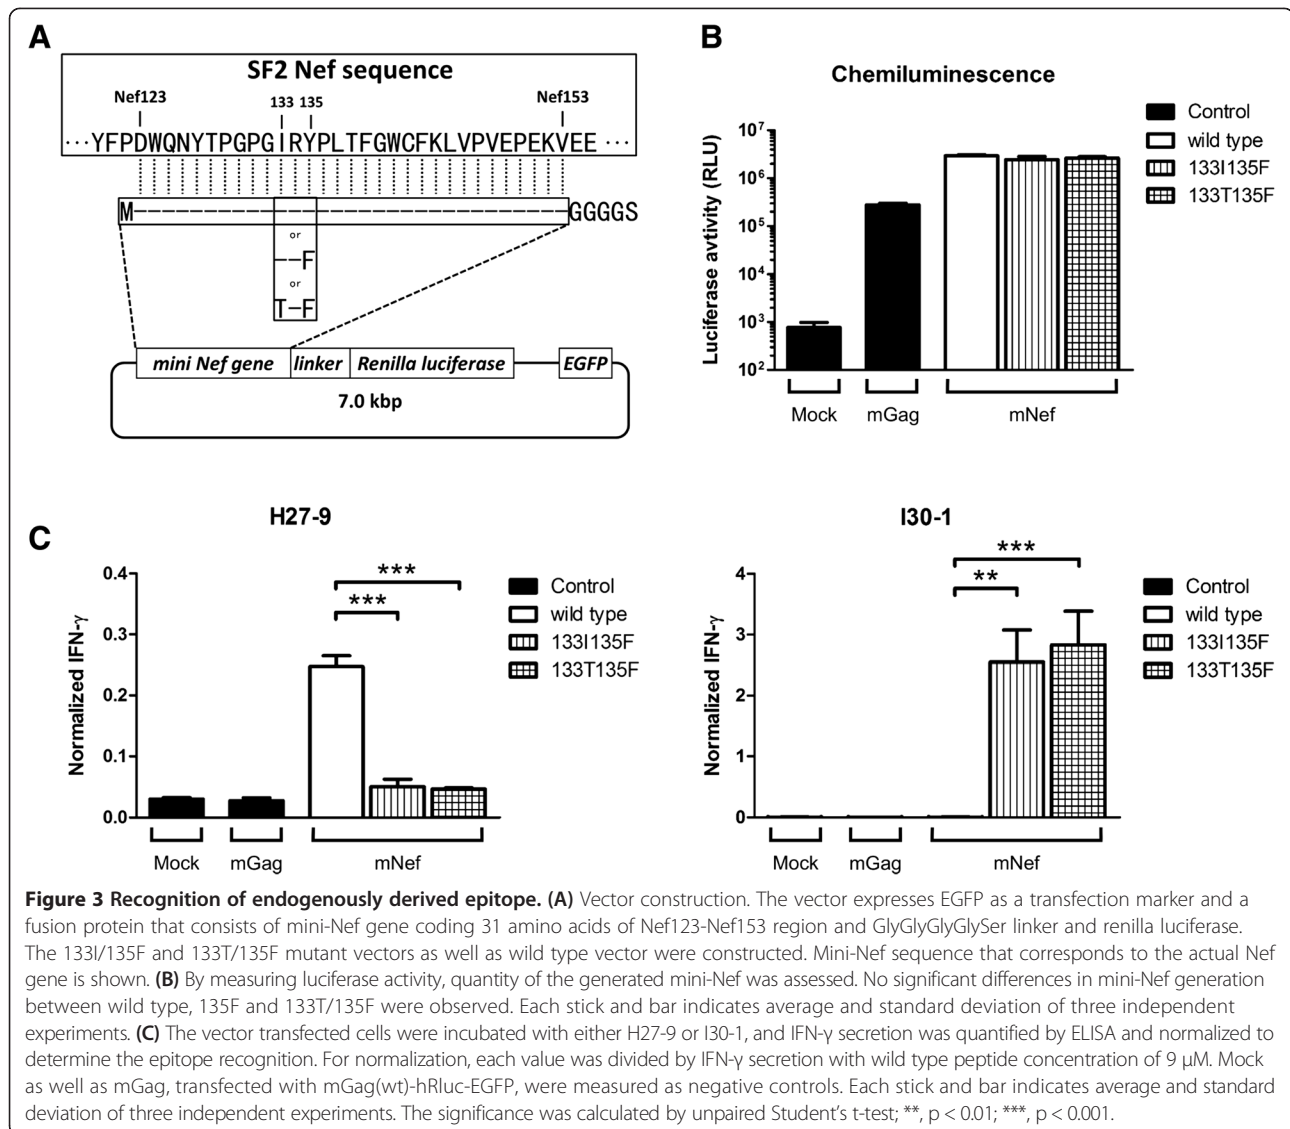 A
SF2 Nef sequence
Nef123 133 135 Nef153
···YFPDWQNYTPGPGIRYPLTFGWCFKLVPVEPEKVEE ···
M GGGGS
or
--F
or
T-F
mini Nef gene linker Renilla luciferase EGFP
7.0 kbp
B
Chemiluminescence
Luciferase avtivity (RLU)
10⁷
10⁶
10⁵
10⁴
10³
10²
Mock mGag mNef
Control
wild type
133I135F
133T135F
C
H27-9
Normalized IFN-γ
0.4
0.3
0.2
0.1
0.0
***
***
Mock mGag mNef
Control
wild type
133I135F
133T135F
I30-1
Normalized IFN-γ
4
3
2
1
0
***
**
Mock mGag mNef
Control
wild type
133I135F
133T135F
Figure 3 Recognition of endogenously derived epitope. (A) Vector construction. The vector expresses EGFP as a transfection marker and a
fusion protein that consists of mini-Nef gene coding 31 amino acids of Nef123-Nef153 region and GlyGlyGlyGlySer linker and renilla luciferase.
The 133I/135F and 133T/135F mutant vectors as well as wild type vector were constructed. Mini-Nef sequence that corresponds to the actual Nef
gene is shown. (B) By measuring luciferase activity, quantity of the generated mini-Nef was assessed. No significant differences in mini-Nef generation
between wild type, 135F and 133T/135F were observed. Each stick and bar indicates average and standard deviation of three independent
experiments. (C) The vector transfected cells were incubated with either H27-9 or I30-1, and IFN-γ secretion was quantified by ELISA and normalized to
determine the epitope recognition. For normalization, each value was divided by IFN-γ secretion with wild type peptide concentration of 9 μM. Mock
as well as mGag, transfected with mGag(wt)-hRluc-EGFP, were measured as negative controls. Each stick and bar indicates average and standard
deviation of three independent experiments. The significance was calculated by unpaired Student's t-test; **, p < 0.01; ***, p < 0.001.